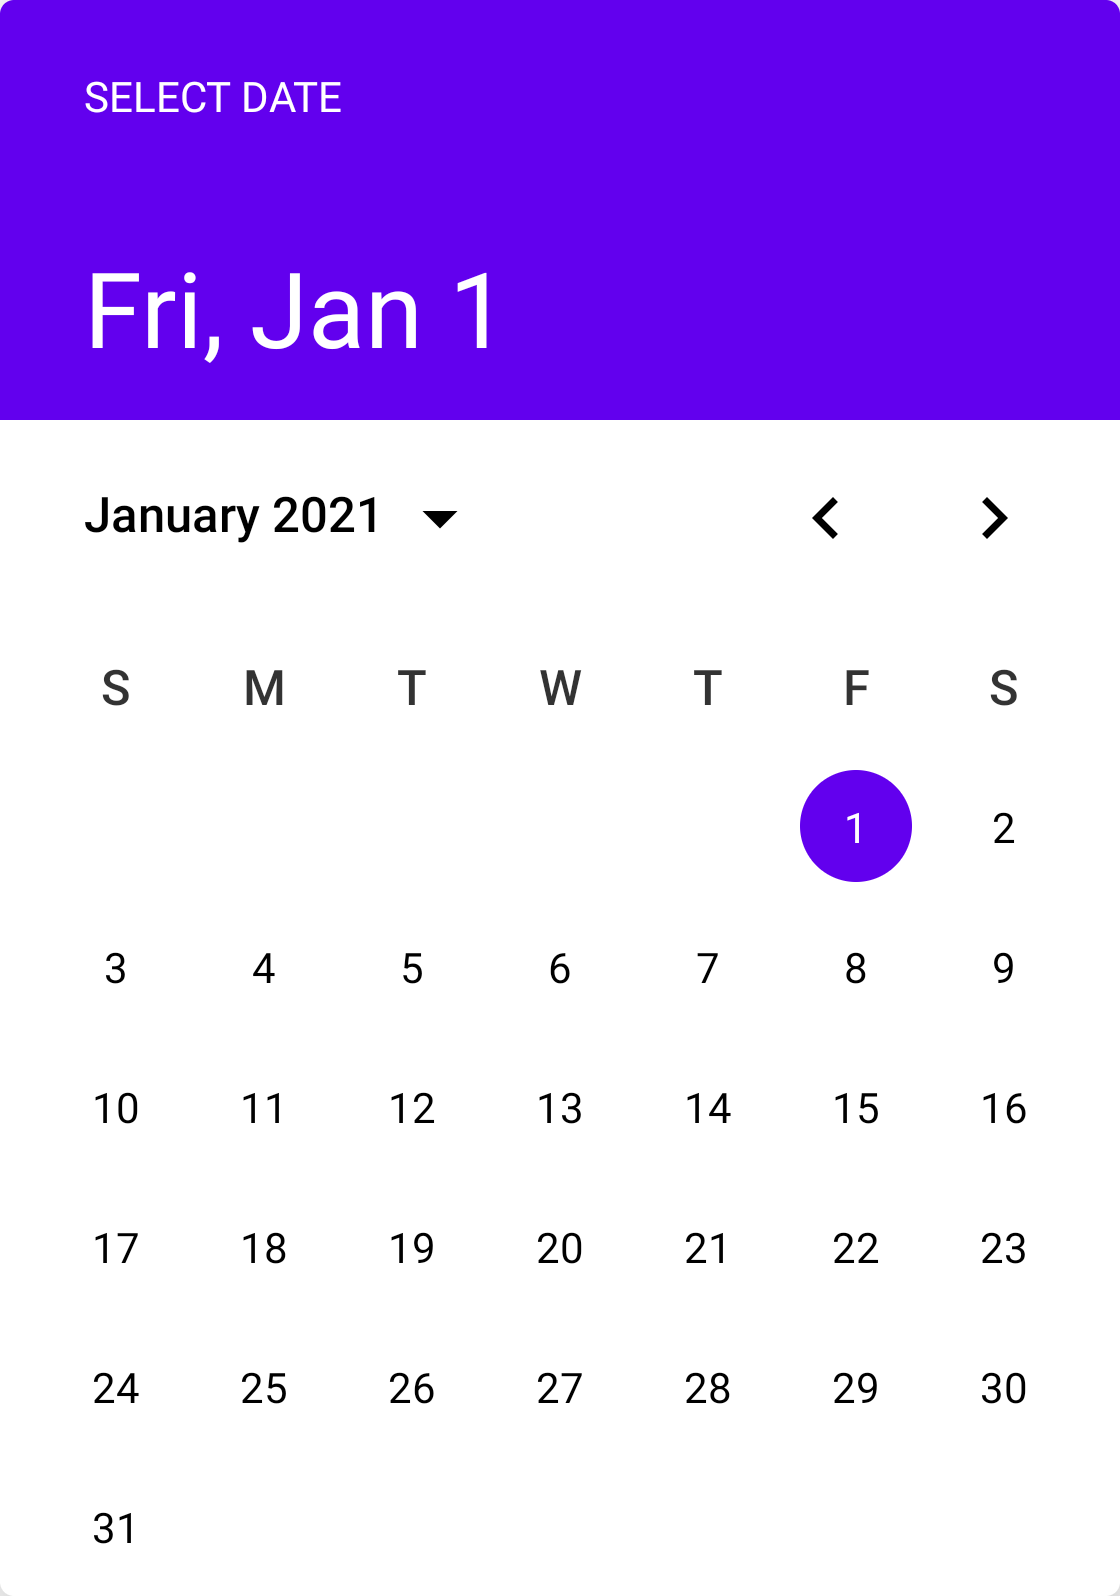 SELECT DATE
Fri, Jan 1
January 2021
S M T W T F S
1 2
3 4 5 6 7 8 9
10 11 12 13 14 15 16
17 18 19 20 21 22 23
24 25 26 27 28 29 30
31